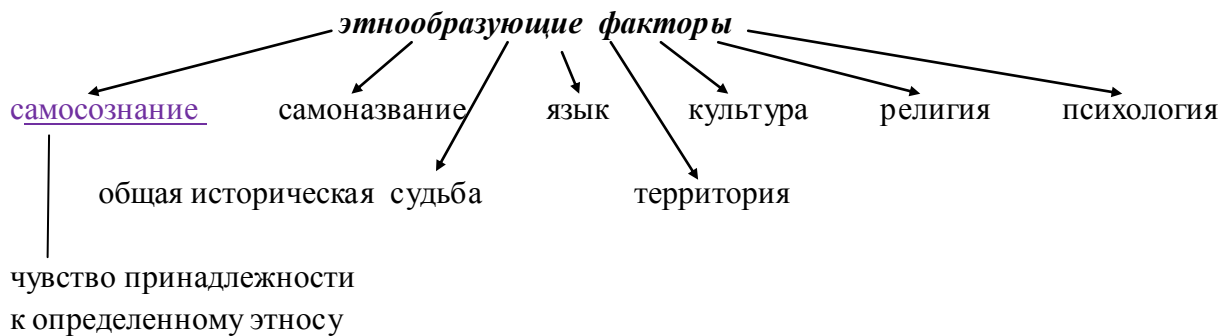 этнообразующие факторы
самосознание самоназвание язык культура религия психология
общая историческая судьба территория
чувство принадлежности
к определенному этносу